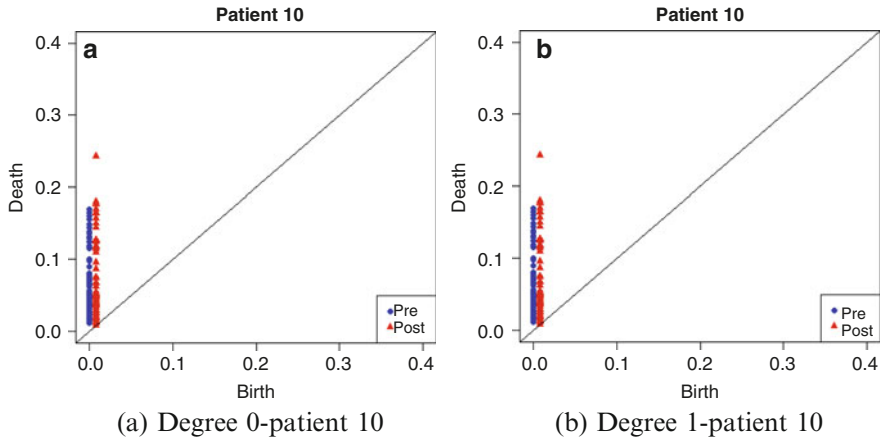 Patient 10
a
0.4
0.3
0.2
0.1
0.0
Death
0.0 0.1 0.2 0.3 0.4
Birth
Pre
Post
(a) Degree 0-patient 10
Patient 10
b
0.4
0.3
0.2
0.1
0.0
Death
0.0 0.1 0.2 0.3 0.4
Birth
Pre
Post
(b) Degree 1-patient 10